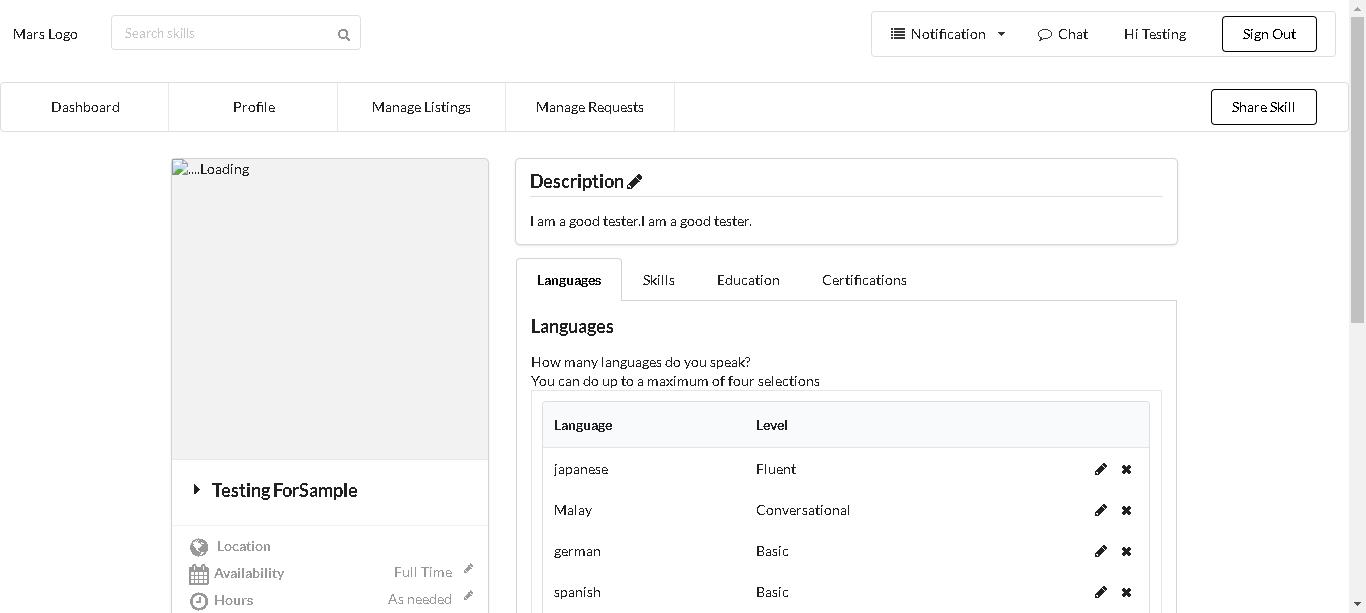 Mars Logo
Search skills
Notification
Chat
Hi Testing
Sign Out
Dashboard
Profile
Manage Listings
Manage Requests
Share Skill
....Loading
Testing ForSample
Location
Availability
Full Time
Hours
As needed
Description
I am a good tester.I am a good tester.
Languages
Skills
Education
Certifications
Languages
How many languages do you speak?
You can do up to a maximum of four selections
Language
Level
japanese
Fluent
Malay
Conversational
german
Basic
spanish
Basic